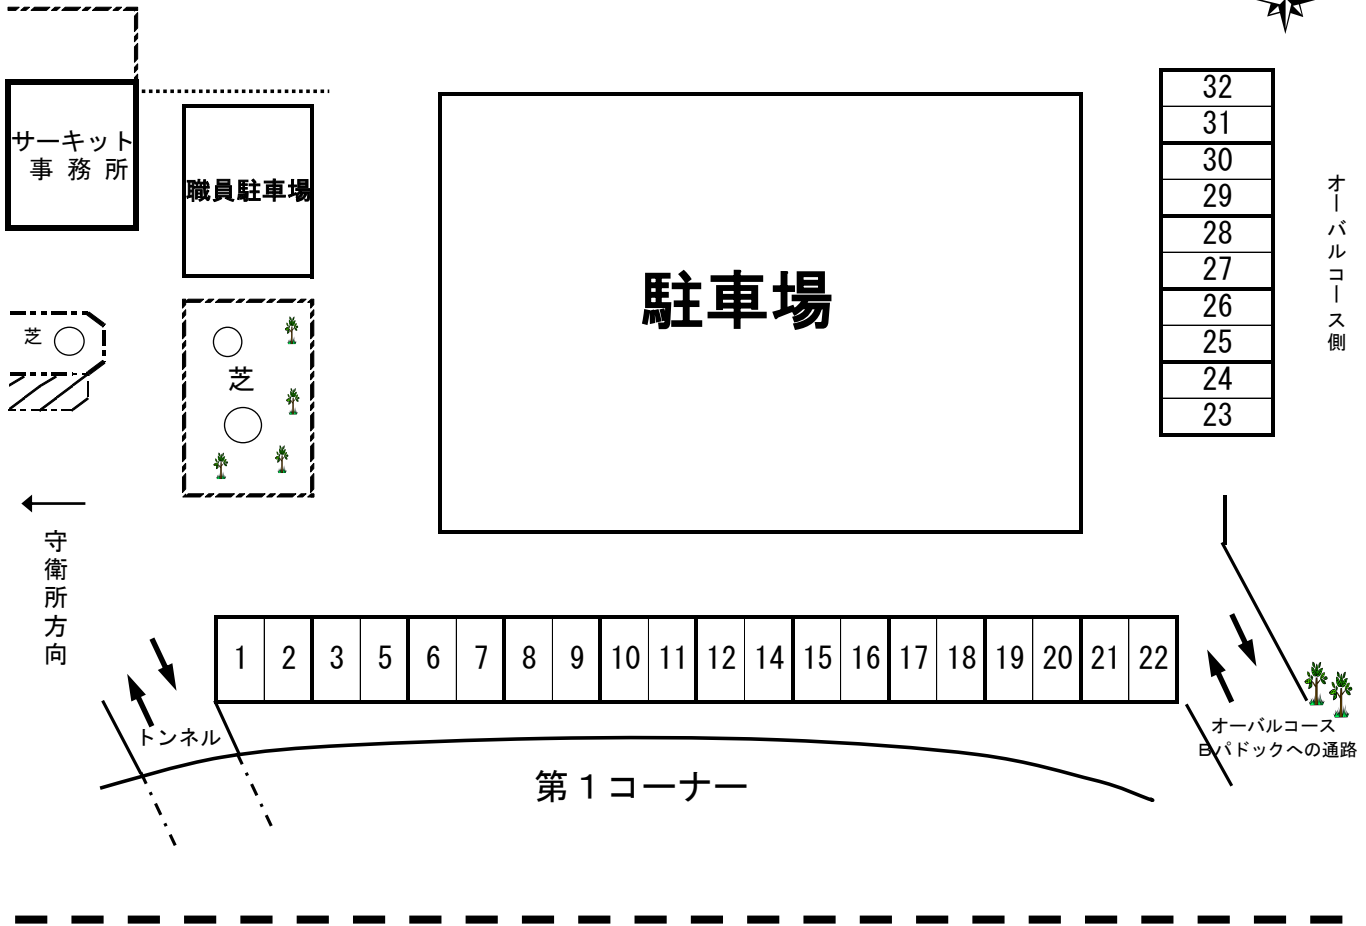 サーキット
事 務 所
職員駐車場
駐車場
32
31
30
29
28
27
26
25
24
23
オーバルコース側
芝
芝
守衛所方向
1 2 3 5 6 7 8 9 10 11 12 14 15 16 17 18 19 20 21 22
トンネル
オーバルコース
Bパドックへの通路
第１コーナー